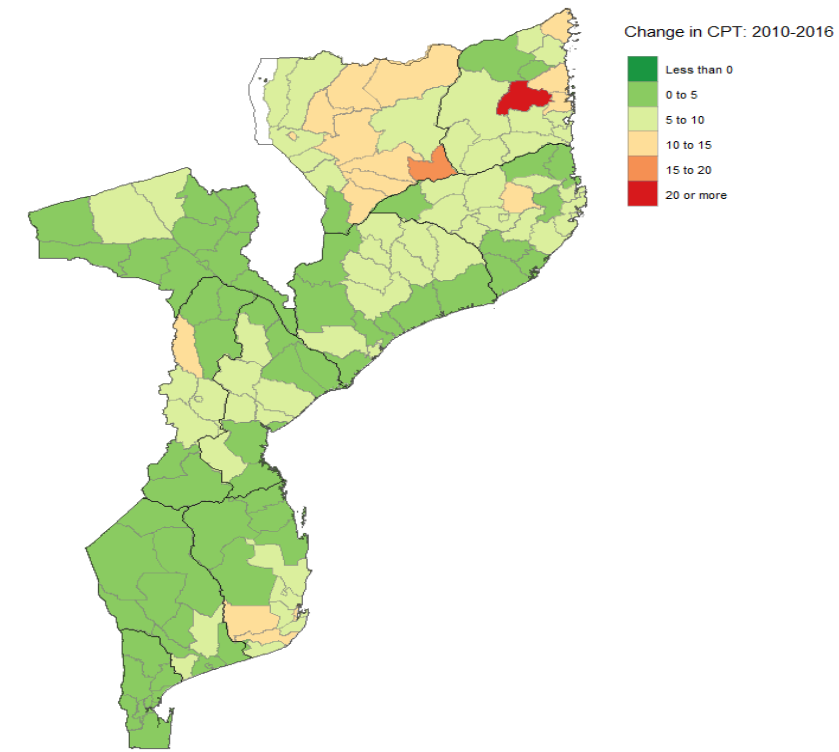 Change in CPT: 2010-2016
Less than 0
0 to 5
5 to 10
10 to 15
15 to 20
20 or more